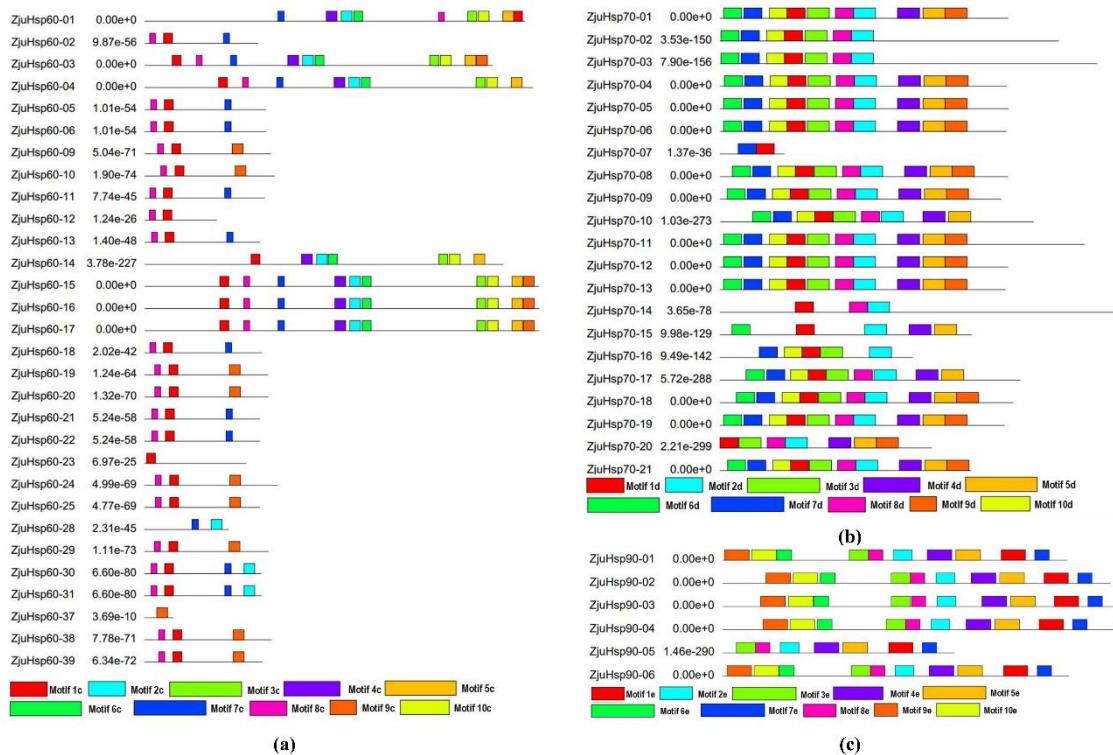 ZjuHsp60-01 0.00e+0
ZjuHsp60-02 9.87e-56
ZjuHsp60-03 0.00e+0
ZjuHsp60-04 0.00e+0
ZjuHsp60-05 1.01e-54
ZjuHsp60-06 1.01e-54
ZjuHsp60-09 5.04e-71
ZjuHsp60-10 1.90e-74
ZjuHsp60-11 7.74e-45
ZjuHsp60-12 1.24e-26
ZjuHsp60-13 1.40e-48
ZjuHsp60-14 3.78e-227
ZjuHsp60-15 0.00e+0
ZjuHsp60-16 0.00e+0
ZjuHsp60-17 0.00e+0
ZjuHsp60-18 2.02e-42
ZjuHsp60-19 1.24e-64
ZjuHsp60-20 1.32e-70
ZjuHsp60-21 5.24e-58
ZjuHsp60-22 5.24e-58
ZjuHsp60-23 6.97e-25
ZjuHsp60-24 4.99e-69
ZjuHsp60-25 4.77e-69
ZjuHsp60-28 2.31e-45
ZjuHsp60-29 1.11e-73
ZjuHsp60-30 6.60e-80
ZjuHsp60-31 6.60e-80
ZjuHsp60-37 3.69e-10
ZjuHsp60-38 7.78e-71
ZjuHsp60-39 6.34e-72
Motif 1c Motif 2c Motif 3c Motif 4c Motif 5c
Motif 6c Motif 7c Motif 8c Motif 9c Motif 10c
(a)
ZjuHsp70-01 0.00e+0
ZjuHsp70-02 3.53e-150
ZjuHsp70-03 7.90e-156
ZjuHsp70-04 0.00e+0
ZjuHsp70-05 0.00e+0
ZjuHsp70-06 0.00e+0
ZjuHsp70-07 1.37e-36
ZjuHsp70-08 0.00e+0
ZjuHsp70-09 0.00e+0
ZjuHsp70-10 1.03e-273
ZjuHsp70-11 0.00e+0
ZjuHsp70-12 0.00e+0
ZjuHsp70-13 0.00e+0
ZjuHsp70-14 3.65e-78
ZjuHsp70-15 9.98e-129
ZjuHsp70-16 9.49e-142
ZjuHsp70-17 5.72e-288
ZjuHsp70-18 0.00e+0
ZjuHsp70-19 0.00e+0
ZjuHsp70-20 2.21e-299
ZjuHsp70-21 0.00e+0
Motif 1d Motif 2d Motif 3d Motif 4d Motif 5d
Motif 6d Motif 7d Motif 8d Motif 9d Motif 10d
(b)
ZjuHsp90-01 0.00e+0
ZjuHsp90-02 0.00e+0
ZjuHsp90-03 0.00e+0
ZjuHsp90-04 0.00e+0
ZjuHsp90-05 1.46e-290
ZjuHsp90-06 0.00e+0
Motif 1e Motif 2e Motif 3e Motif 4e Motif 5e
Motif 6e Motif 7e Motif 8e Motif 9e Motif 10e
(c)